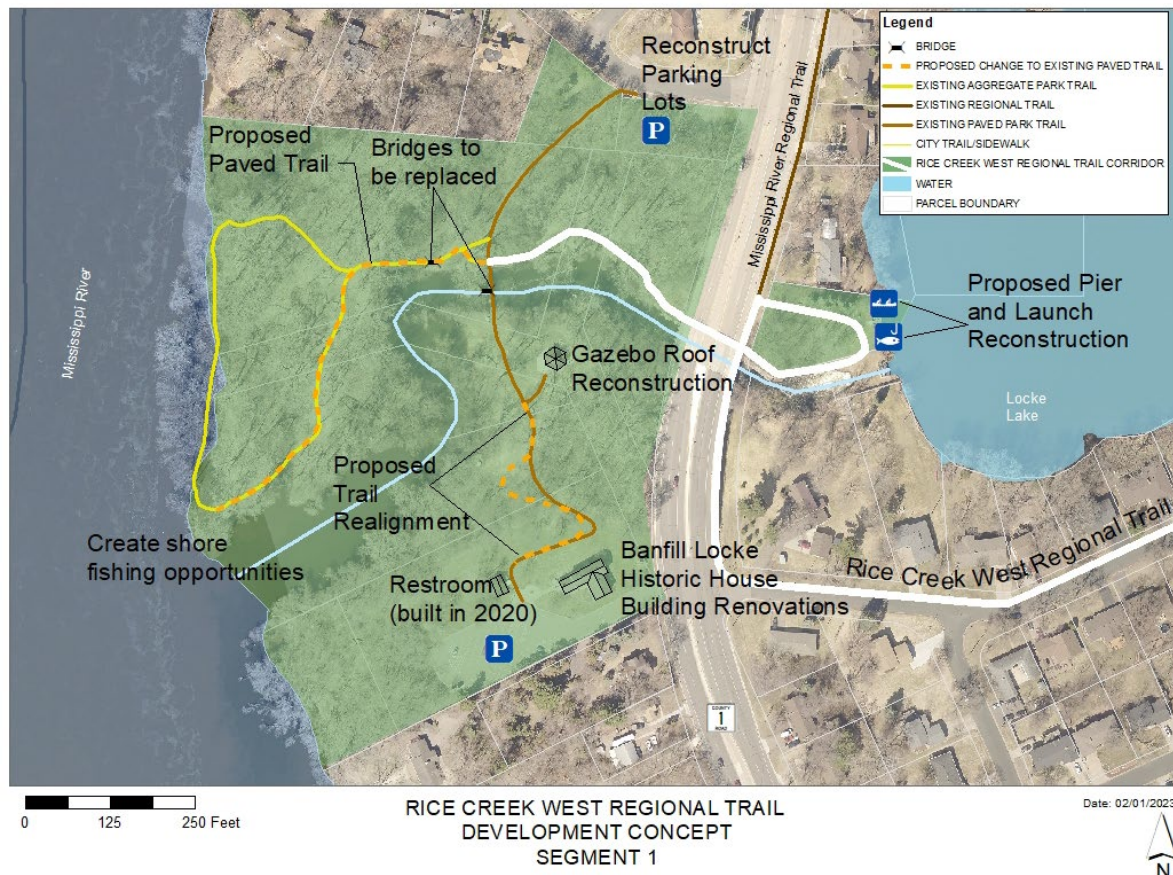 Reconstruct
Parking
Lots
P
Legend
BRIDGE
PROPOSED CHANGE TO EXISTING PAVED TRAIL
EXISTING AGGREGATE PARK TRAIL
EXISTING REGIONAL TRAIL
EXISTING PAVED PARK TRAIL
CITY TRAIL/SIDEWALK
RICE CREEK WEST REGIONAL TRAIL CORRIDOR
WATER
PARCEL BOUNDARY
Proposed
Paved Trail
Bridges to
be replaced
Mississippi River Regional Trail
Mississippi River
Proposed Pier
and Launch
Reconstruction
Gazebo Roof
Reconstruction
Locke
Lake
Proposed
Trail
Realignment
Create shore
fishing opportunities
Restroom
(built in 2020)
P
Banfill Locke
Historic House
Building Renovations
Rice Creek West Regional Trail
COUNTY
1
ROAD
0 125 250 Feet
RICE CREEK WEST REGIONAL TRAIL
DEVELOPMENT CONCEPT
SEGMENT 1
Date: 02/01/2023
N